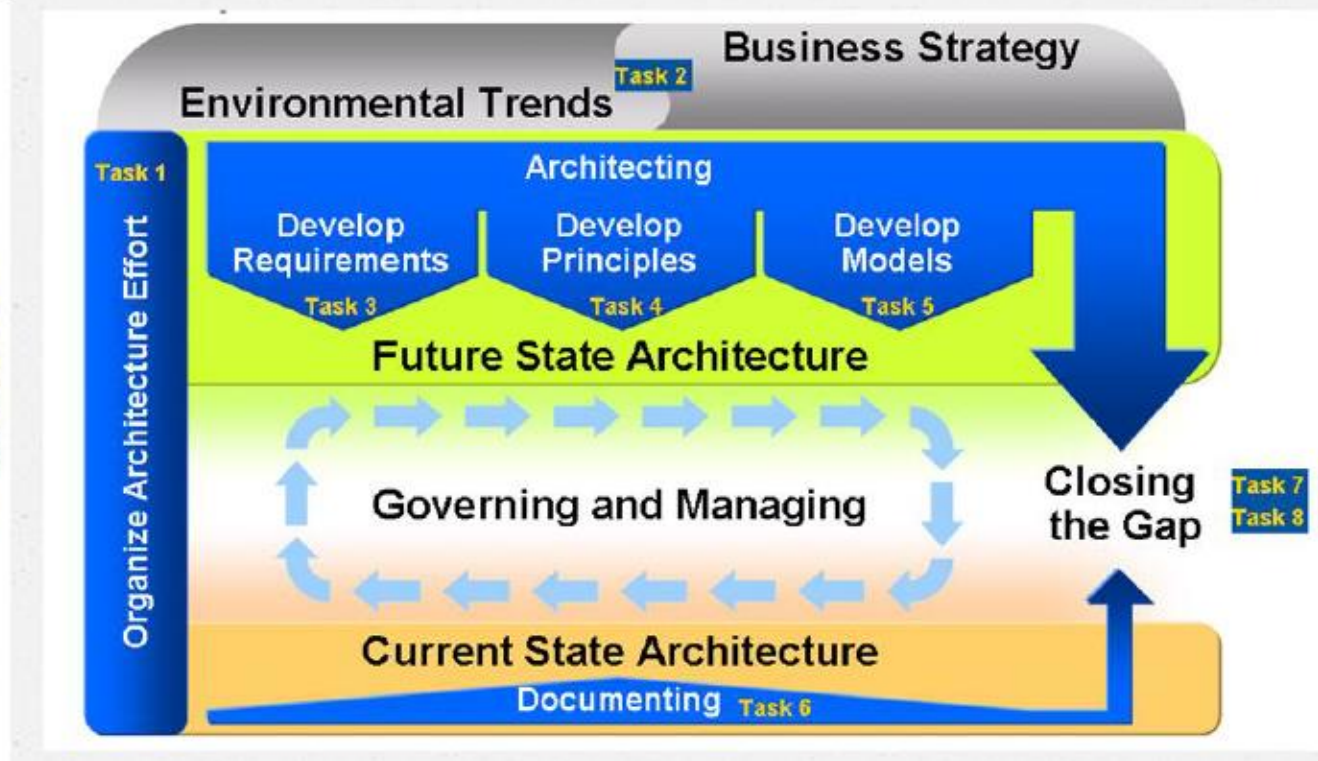 Business Strategy
Task 2
Environmental Trends
Task 1
Organize Architecture Effort
Architecting
Develop
Requirements
Task 3
Develop
Principles
Task 4
Develop
Models
Task 5
Future State Architecture
Governing and Managing
Closing
the Gap
Task 7
Task 8
Current State Architecture
Documenting
Task 6